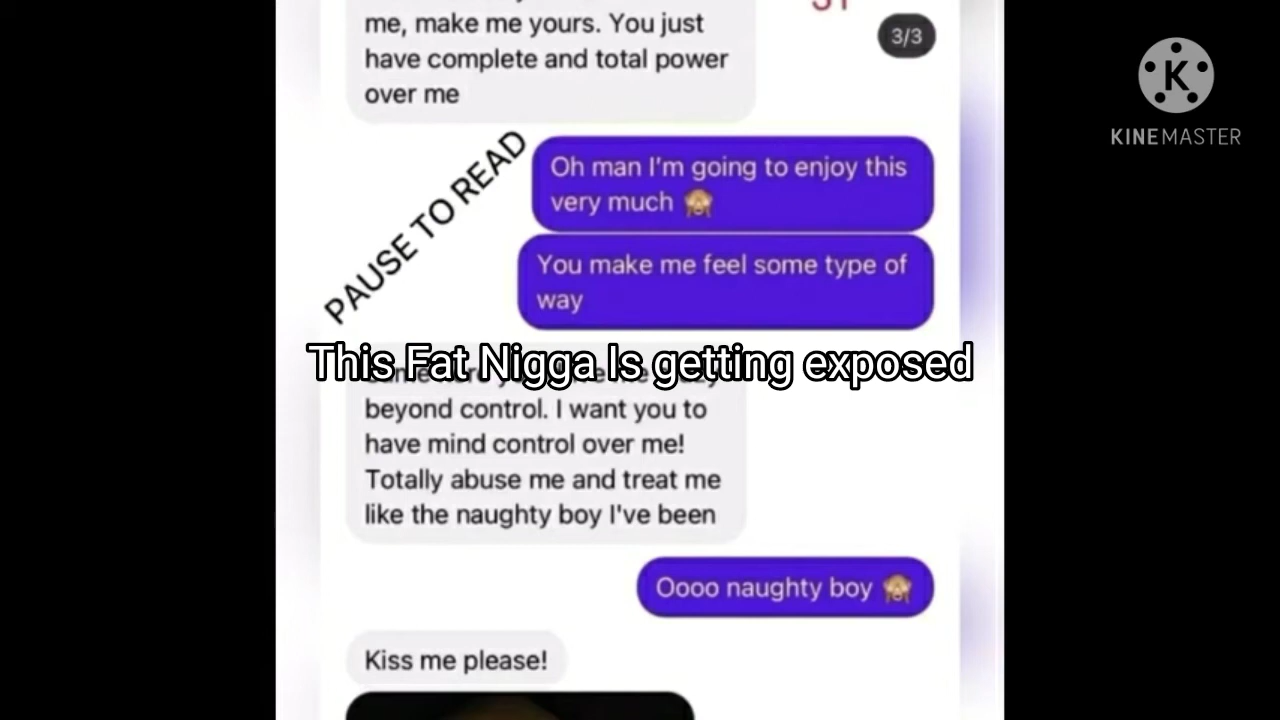 me, make me yours. You just
have complete and total power
over me
3/3
KINEMASTER
Oh man I'm going to enjoy this
very much 🙈
PAUSE TO READ
You make me feel some type of
way
This Fat Nigga Is getting exposed
beyond control. I want you to
have mind control over me!
Totally abuse me and treat me
like the naughty boy I've been
Oooo naughty boy 🙈
Kiss me please!